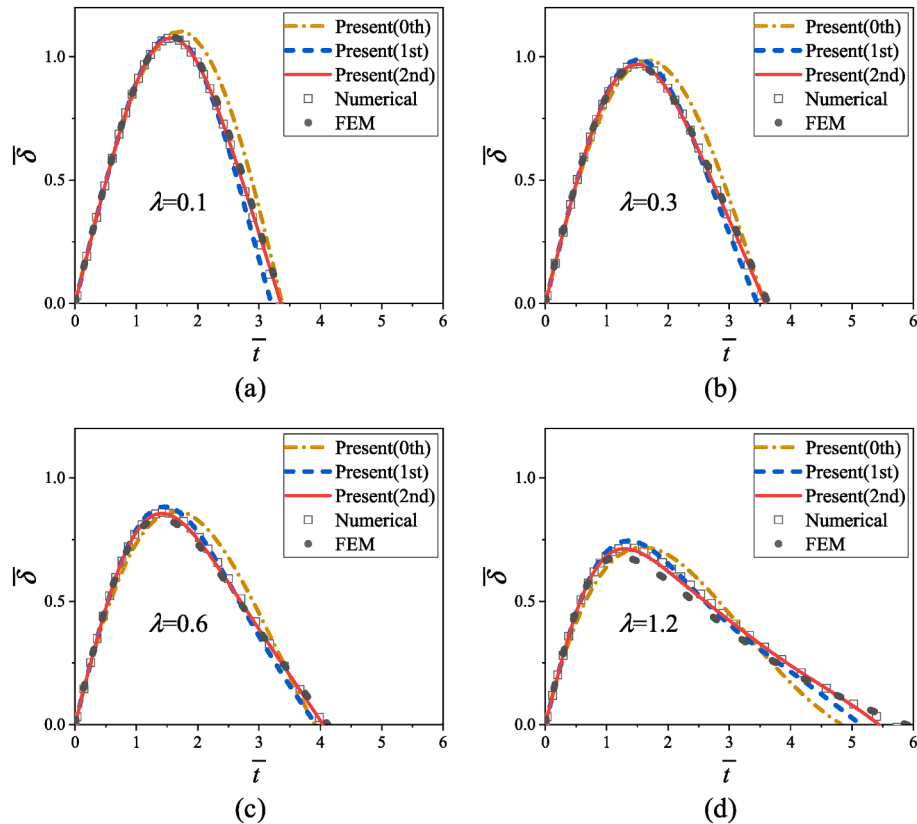 Present(0th)
Present(1st)
Present(2nd)
Numerical
FEM
λ=0.1
1.0
0.5
0.0
δ̅
0 1 2 3 4 5 6
t̅
(a)
Present(0th)
Present(1st)
Present(2nd)
Numerical
FEM
λ=0.3
1.0
0.5
0.0
δ̅
0 1 2 3 4 5 6
t̅
(b)
Present(0th)
Present(1st)
Present(2nd)
Numerical
FEM
λ=0.6
1.0
0.5
0.0
δ̅
0 1 2 3 4 5 6
t̅
(c)
Present(0th)
Present(1st)
Present(2nd)
Numerical
FEM
λ=1.2
1.0
0.5
0.0
δ̅
0 1 2 3 4 5 6
t̅
(d)